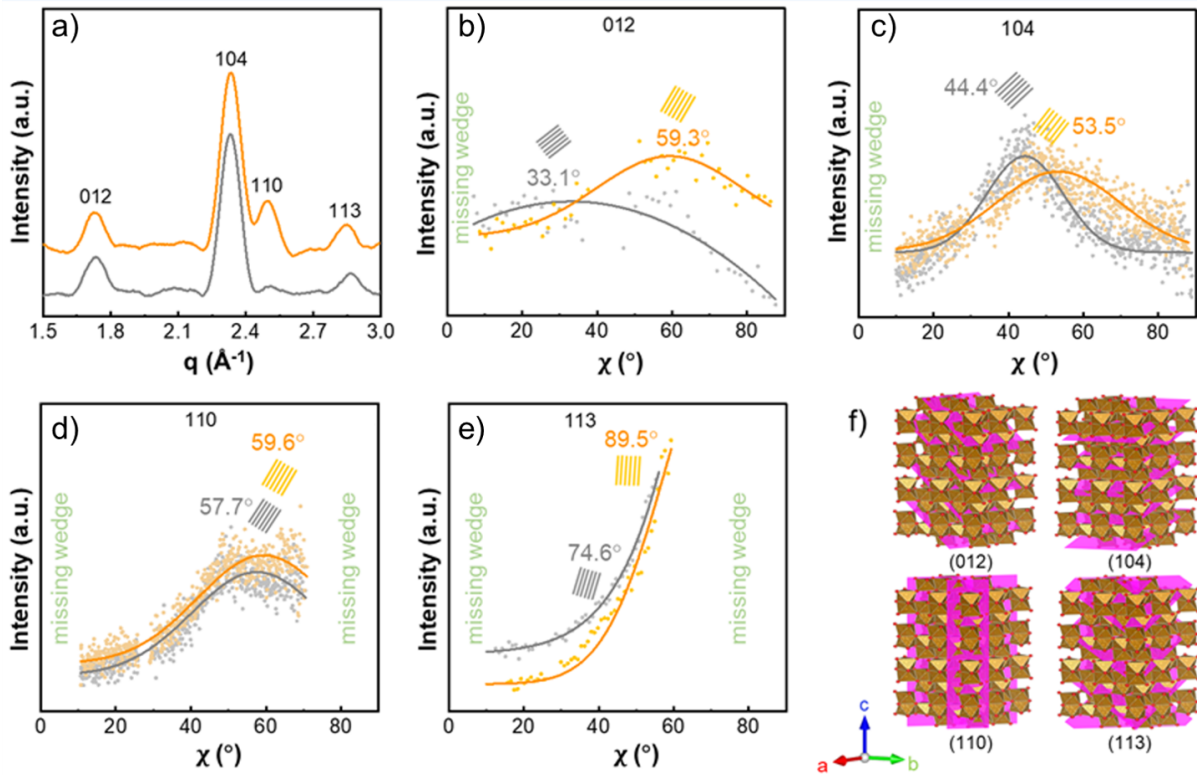 a)
104
012
110
113
Intensity (a.u.)
1.5 1.8 2.1 2.4 2.7 3.0
q (Å⁻¹)
b)
012
missing wedge
33.1°
59.3°
Intensity (a.u.)
0 20 40 60 80
χ (°)
c)
104
missing wedge
44.4°
53.5°
Intensity (a.u.)
0 20 40 60 80
χ (°)
d)
110
missing wedge
59.6°
57.7°
missing wedge
Intensity (a.u.)
0 20 40 60 80
χ (°)
e)
113
missing wedge
89.5°
74.6°
missing wedge
Intensity (a.u.)
0 20 40 60 80
χ (°)
f)
(012)
(104)
(110)
(113)
c
a
b